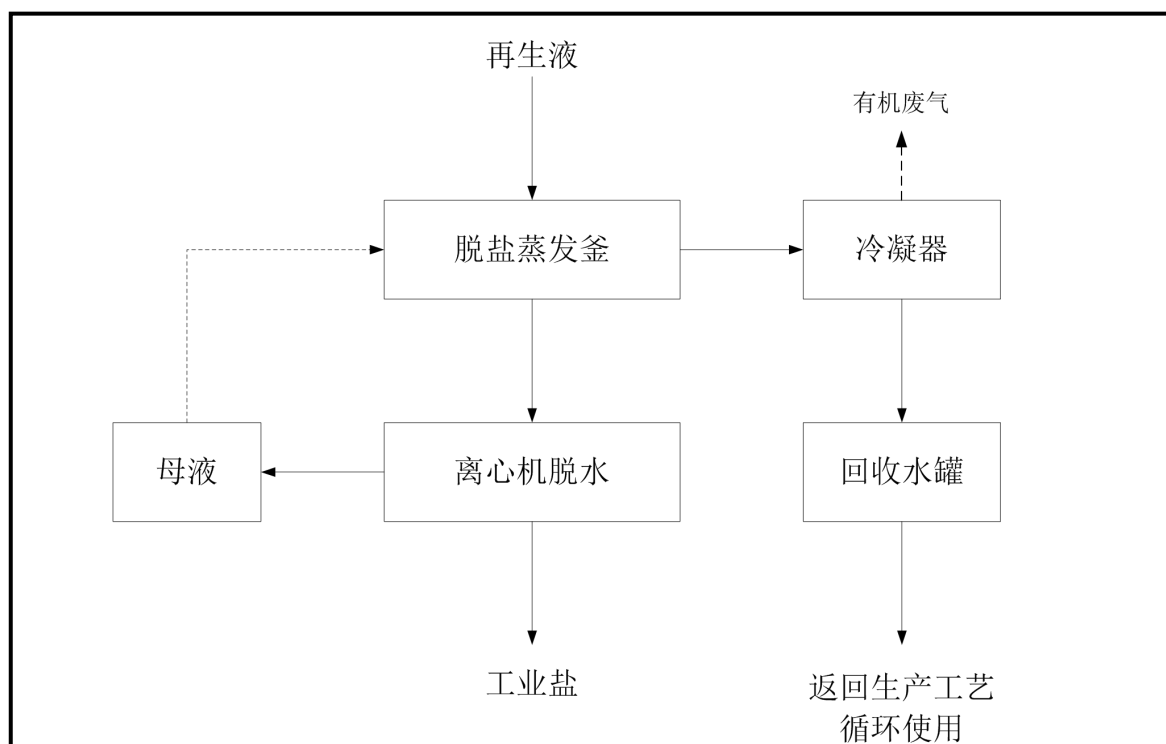 再生液
有机废气
脱盐蒸发釜
冷凝器
母液
离心机脱水
回收水罐
工业盐
返回生产工艺
循环使用